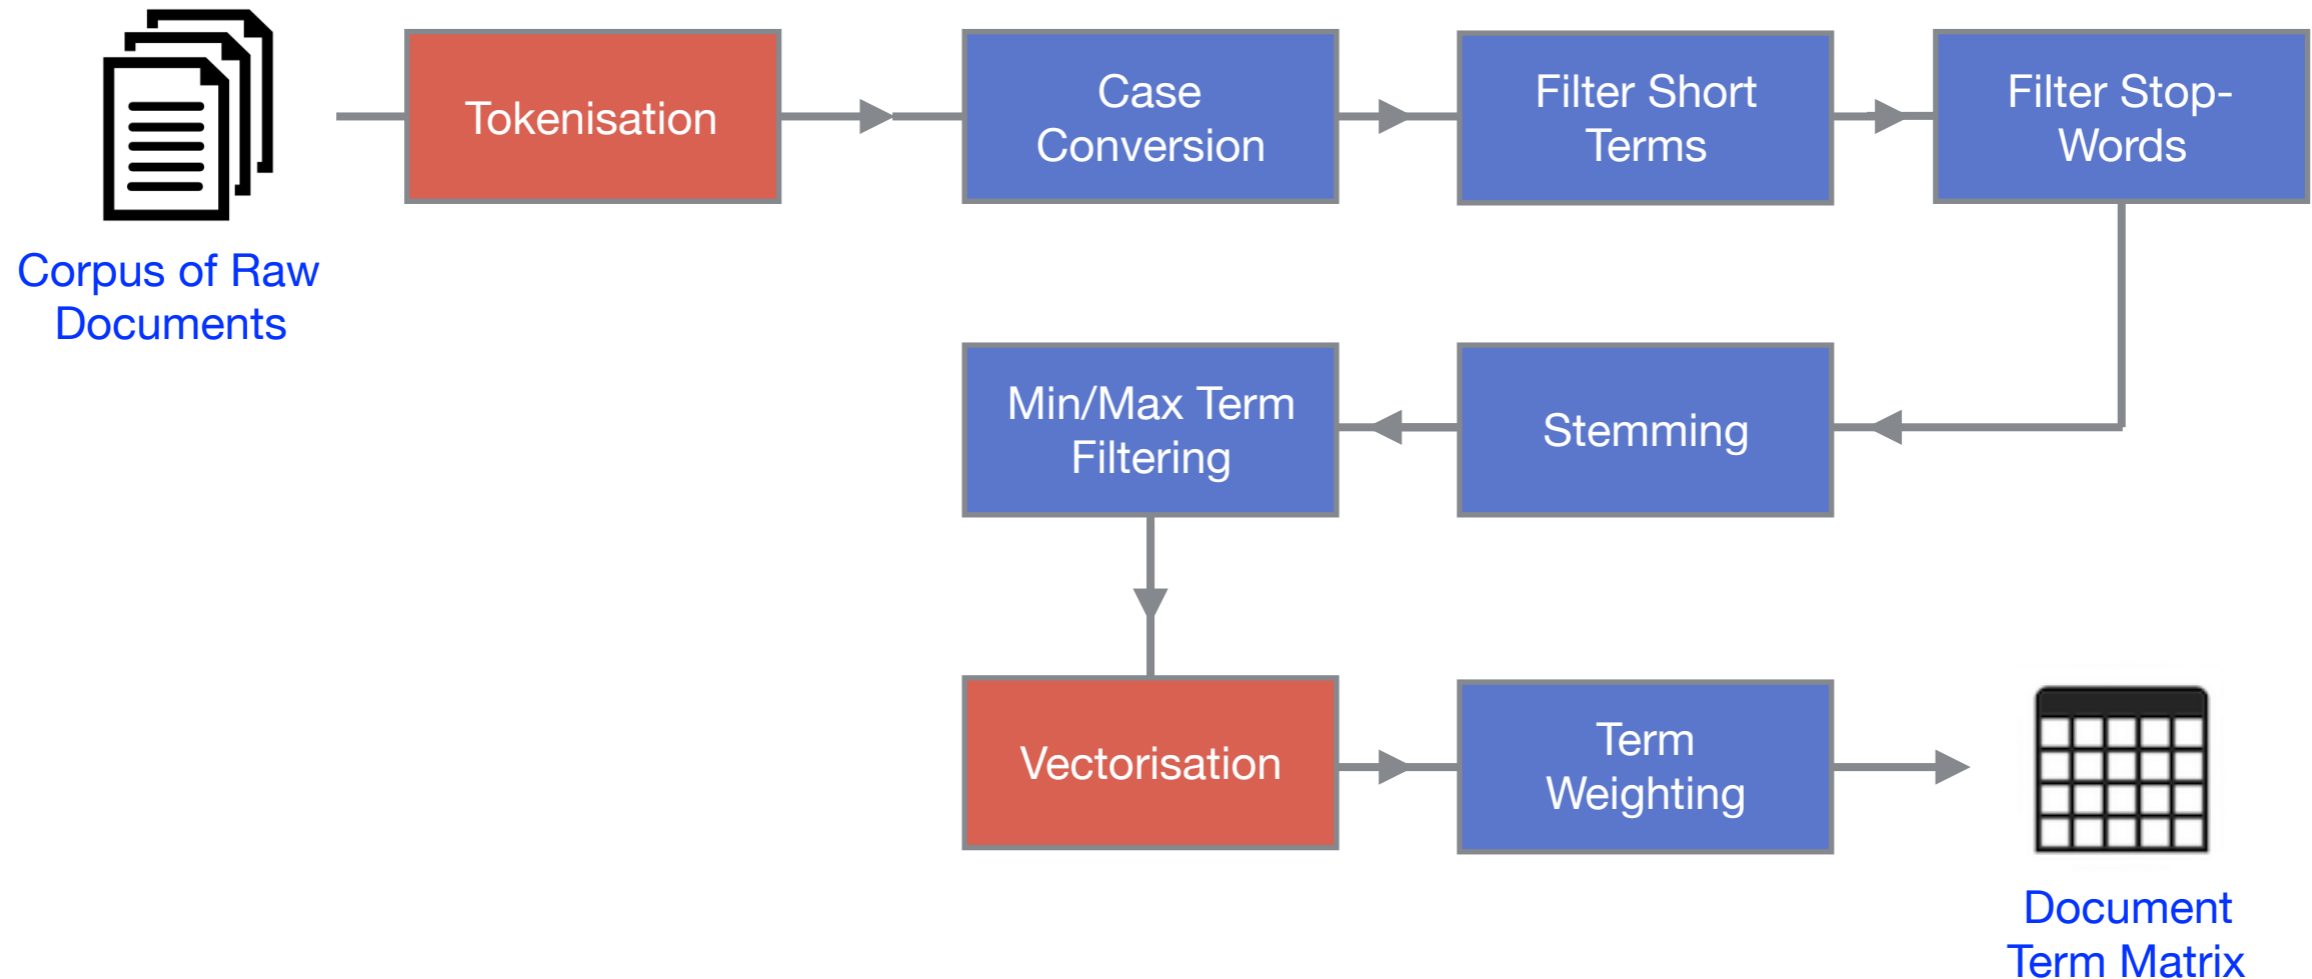 Tokenisation
Case
Conversion
Filter Short
Terms
Filter Stop-
Words
Corpus of Raw
Documents
Stemming
Min/Max Term
Filtering
Vectorisation
Term
Weighting
Document
Term Matrix